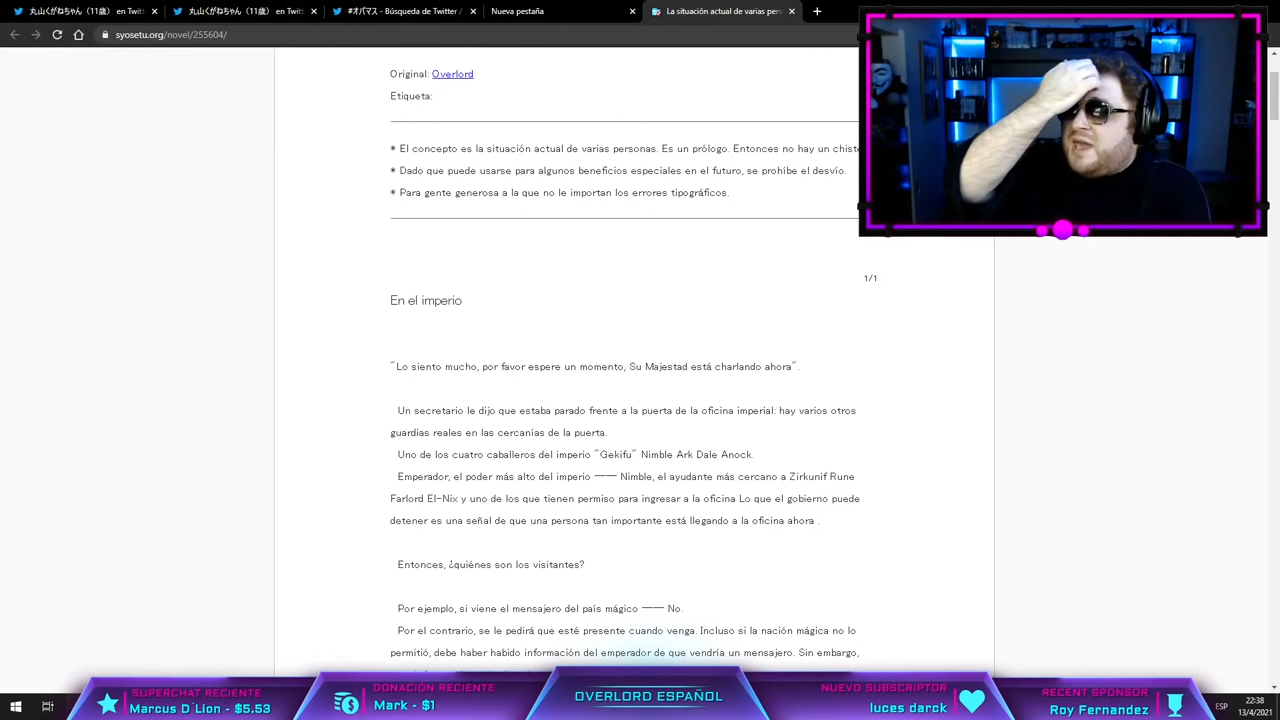 丸山くがねちゃん（11歳）en Twitt
丸山くがねちゃん（11歳）en Twitt
#オバマス - Búsqueda de Twitter /
Nueva pestaña
La situación actual de varias pers
syosetu.org/novel/255604/
Original: Overlord
Etiqueta:
* El concepto es la situación actual de varias personas. Es un prólogo. Entonces no hay un chiste
* Dado que puede usarse para algunos beneficios especiales en el futuro, se prohíbe el desvío.
* Para gente generosa a la que no le importan los errores tipográficos.
1/1
En el imperio
"Lo siento mucho, por favor espere un momento, Su Majestad está charlando ahora".
Un secretario le dijo que estaba parado frente a la puerta de la oficina imperial: hay varios otros
guardias reales en las cercanías de la puerta.
Uno de los cuatro caballeros del imperio "Gekifu" Nimble Ark Dale Anock.
Emperador, el poder más alto del imperio —— Nimble, el ayudante más cercano a Zirkunif Rune
Farlord El-Nix y uno de los que tienen permiso para ingresar a la oficina Lo que el gobierno puede
detener es una señal de que una persona tan importante está llegando a la oficina ahora .
Entonces, ¿quiénes son los visitantes?
Por ejemplo, si viene el mensajero del país mágico —— No.
Por el contrario, se le pedirá que esté presente cuando venga. Incluso si la nación mágica no lo
permitió, debe haber habido información del emperador de que vendría un mensajero. Sin embargo,
SUPERCHAT RECIENTE
Marcus D´Lion - $5.53
DONACIÓN RECIENTE
Mark - $1
OVERLORD ESPAÑOL
NUEVO SUBSCRIPTOR
luces darck
RECENT SPONSOR
Roy Fernandez
ESP
22:38
13/4/2021